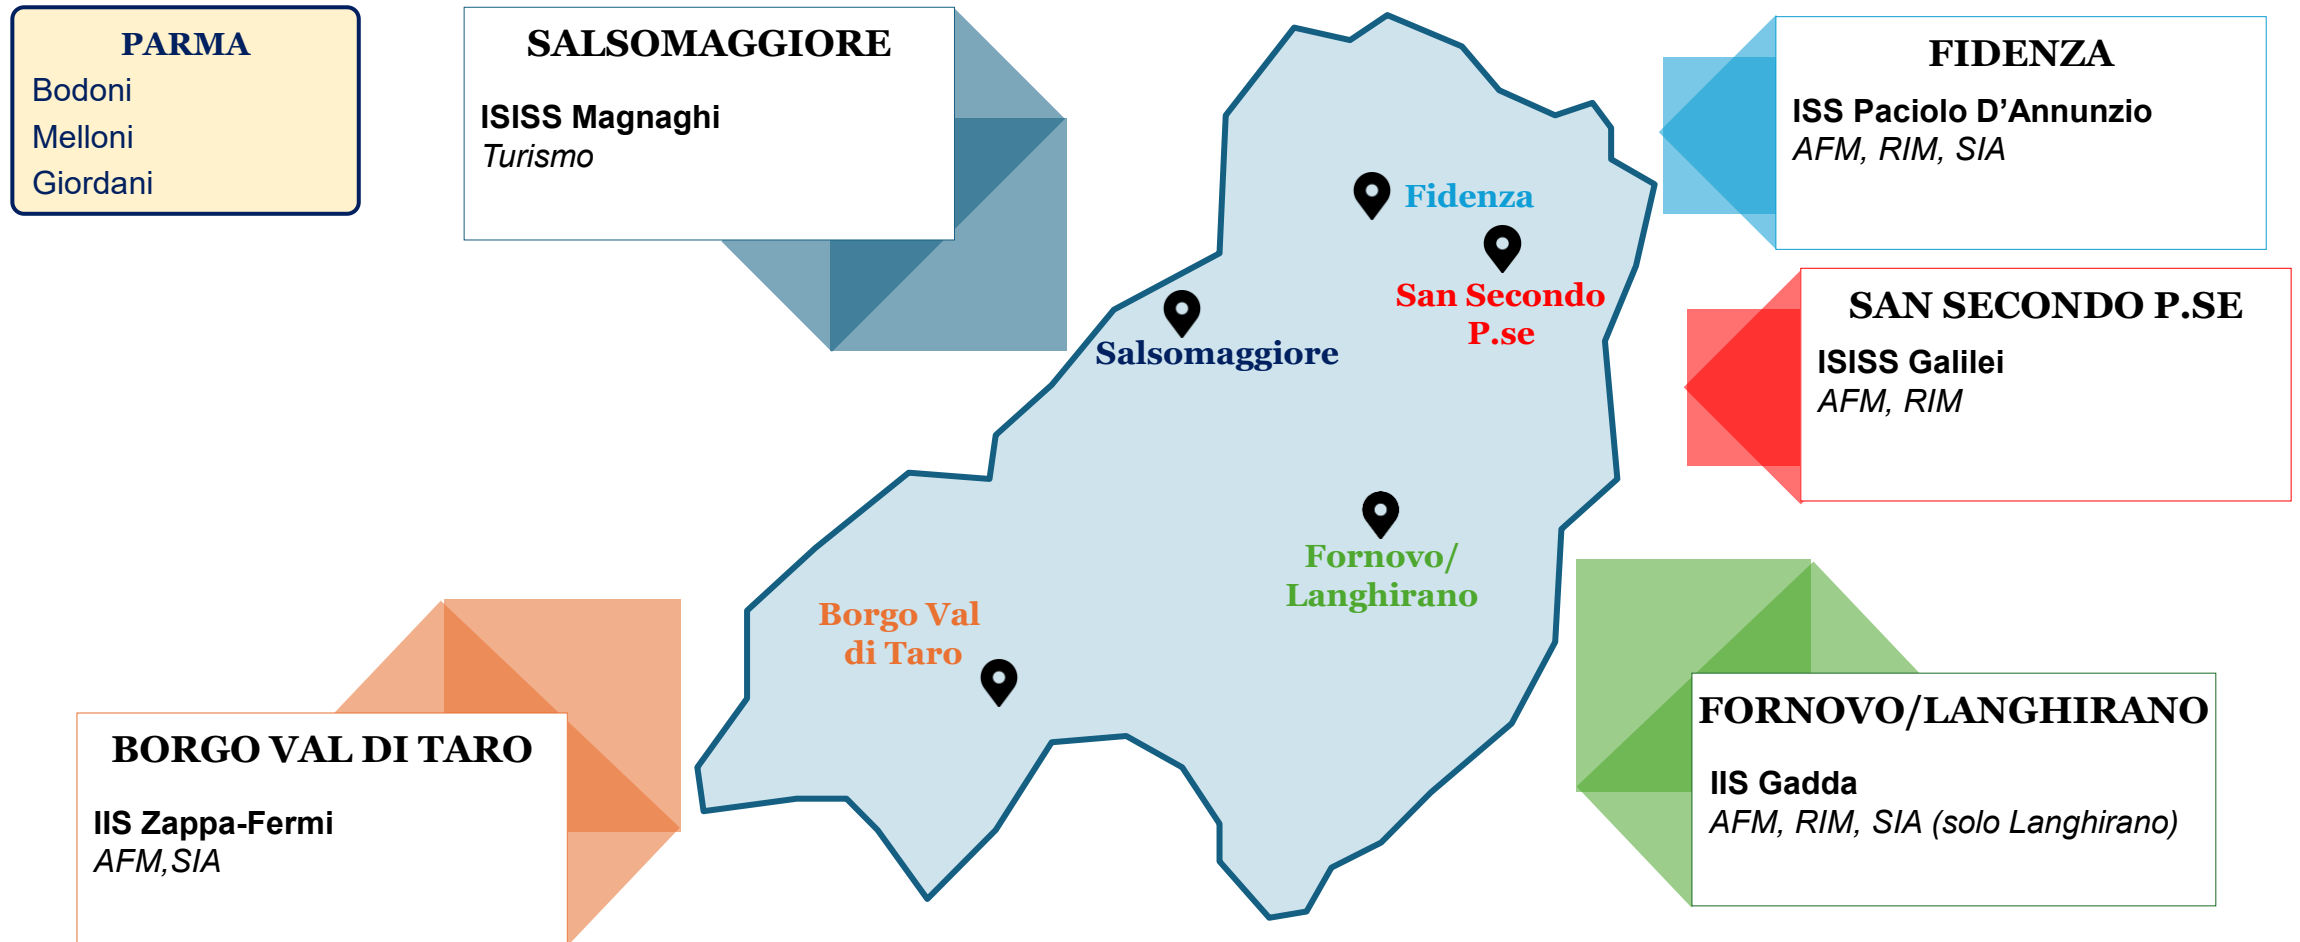 PARMA
Bodoni
Melloni
Giordani
SALSOMAGGIORE
ISISS Magnaghi
Turismo
FIDENZA
ISS Paciolo D’Annunzio
AFM, RIM, SIA
SAN SECONDO P.SE
ISISS Galilei
AFM, RIM
Fidenza
San Secondo
P.se
Salsomaggiore
Fornovo/
Langhirano
Borgo Val
di Taro
BORGO VAL DI TARO
IIS Zappa-Fermi
AFM,SIA
FORNOVO/LANGHIRANO
IIS Gadda
AFM, RIM, SIA (solo Langhirano)